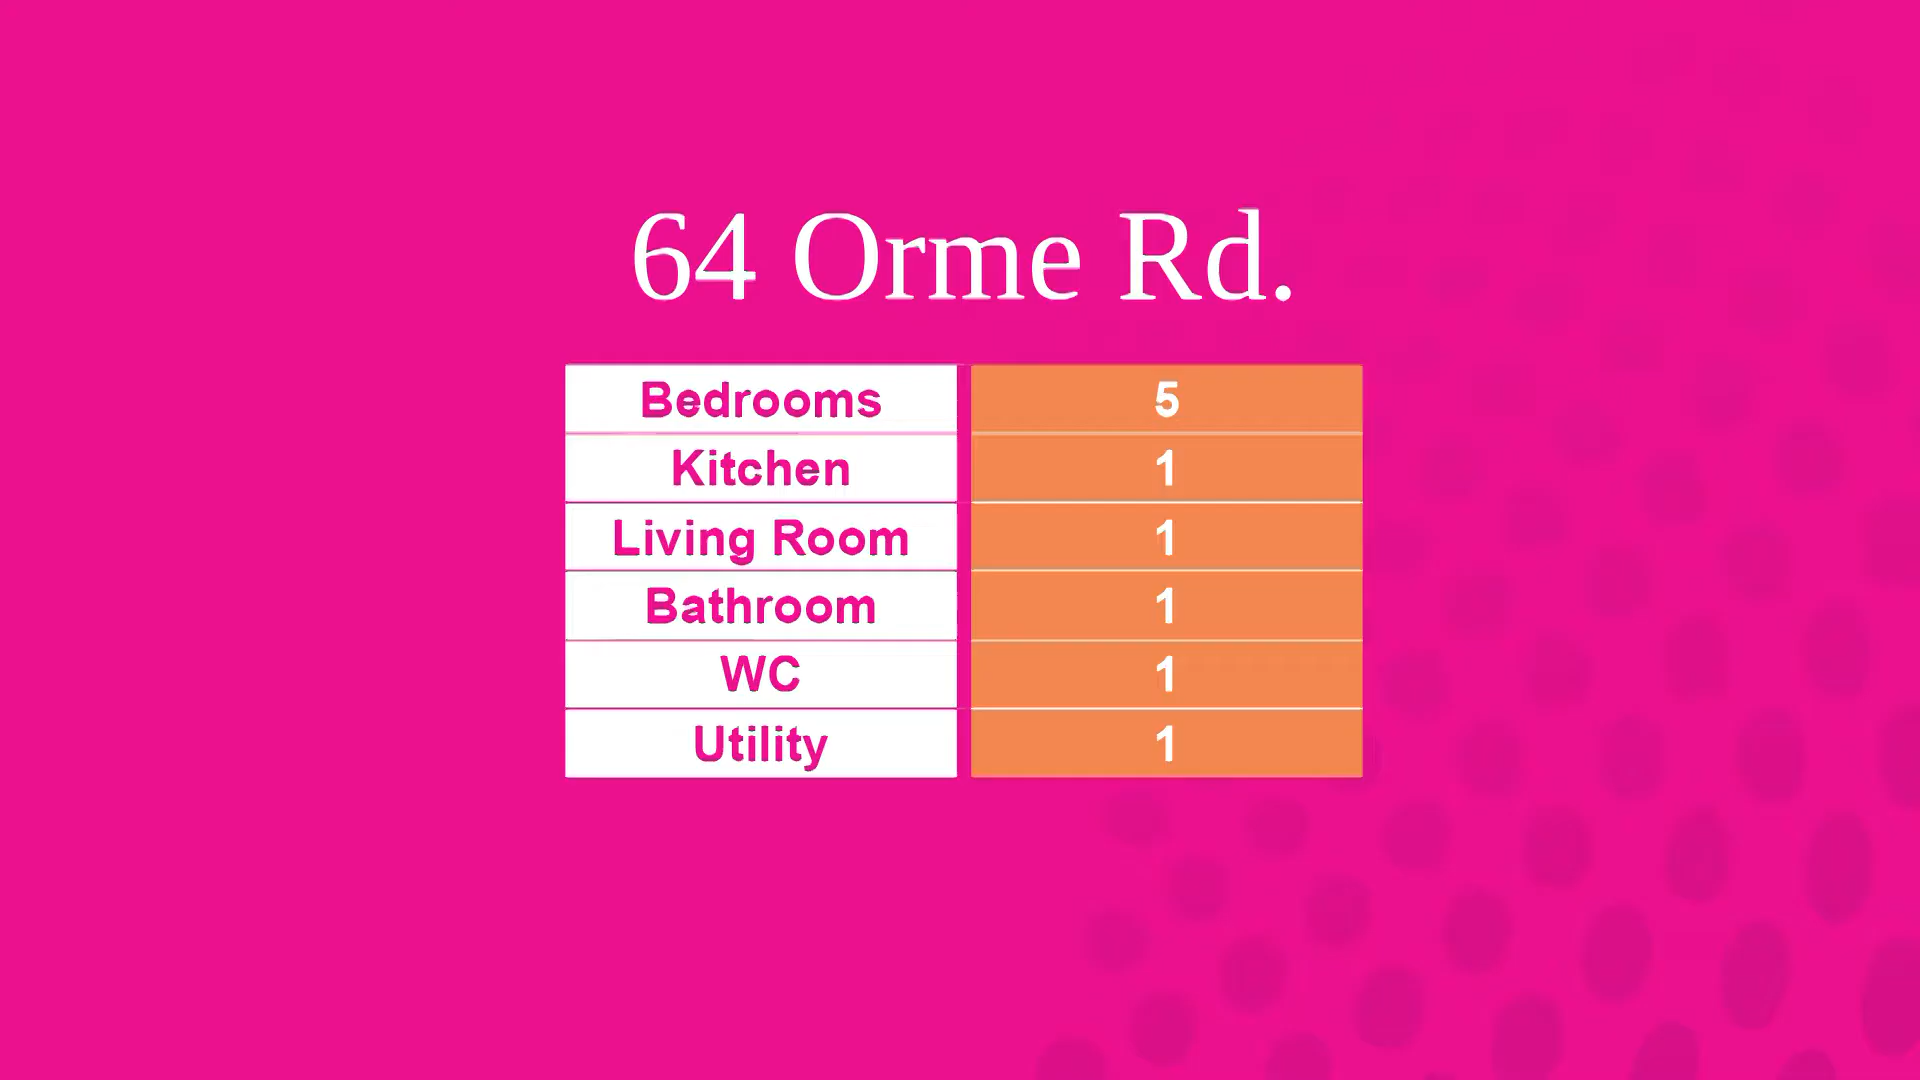 64 Orme Rd.
Bedrooms 5
Kitchen 1
Living Room 1
Bathroom 1
WC 1
Utility 1